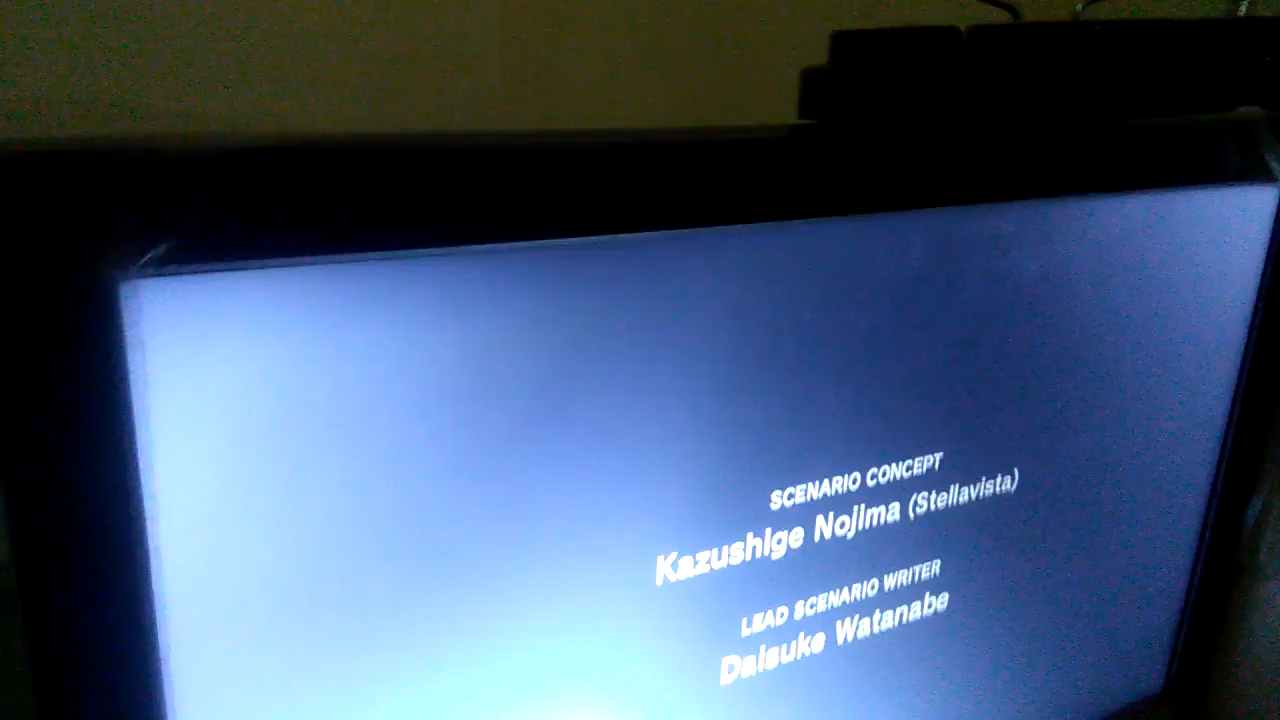 SCENARIO CONCEPT
Kazushige Nojima (Stellavista)
LEAD SCENARIO WRITER
Daisuke Watanabe